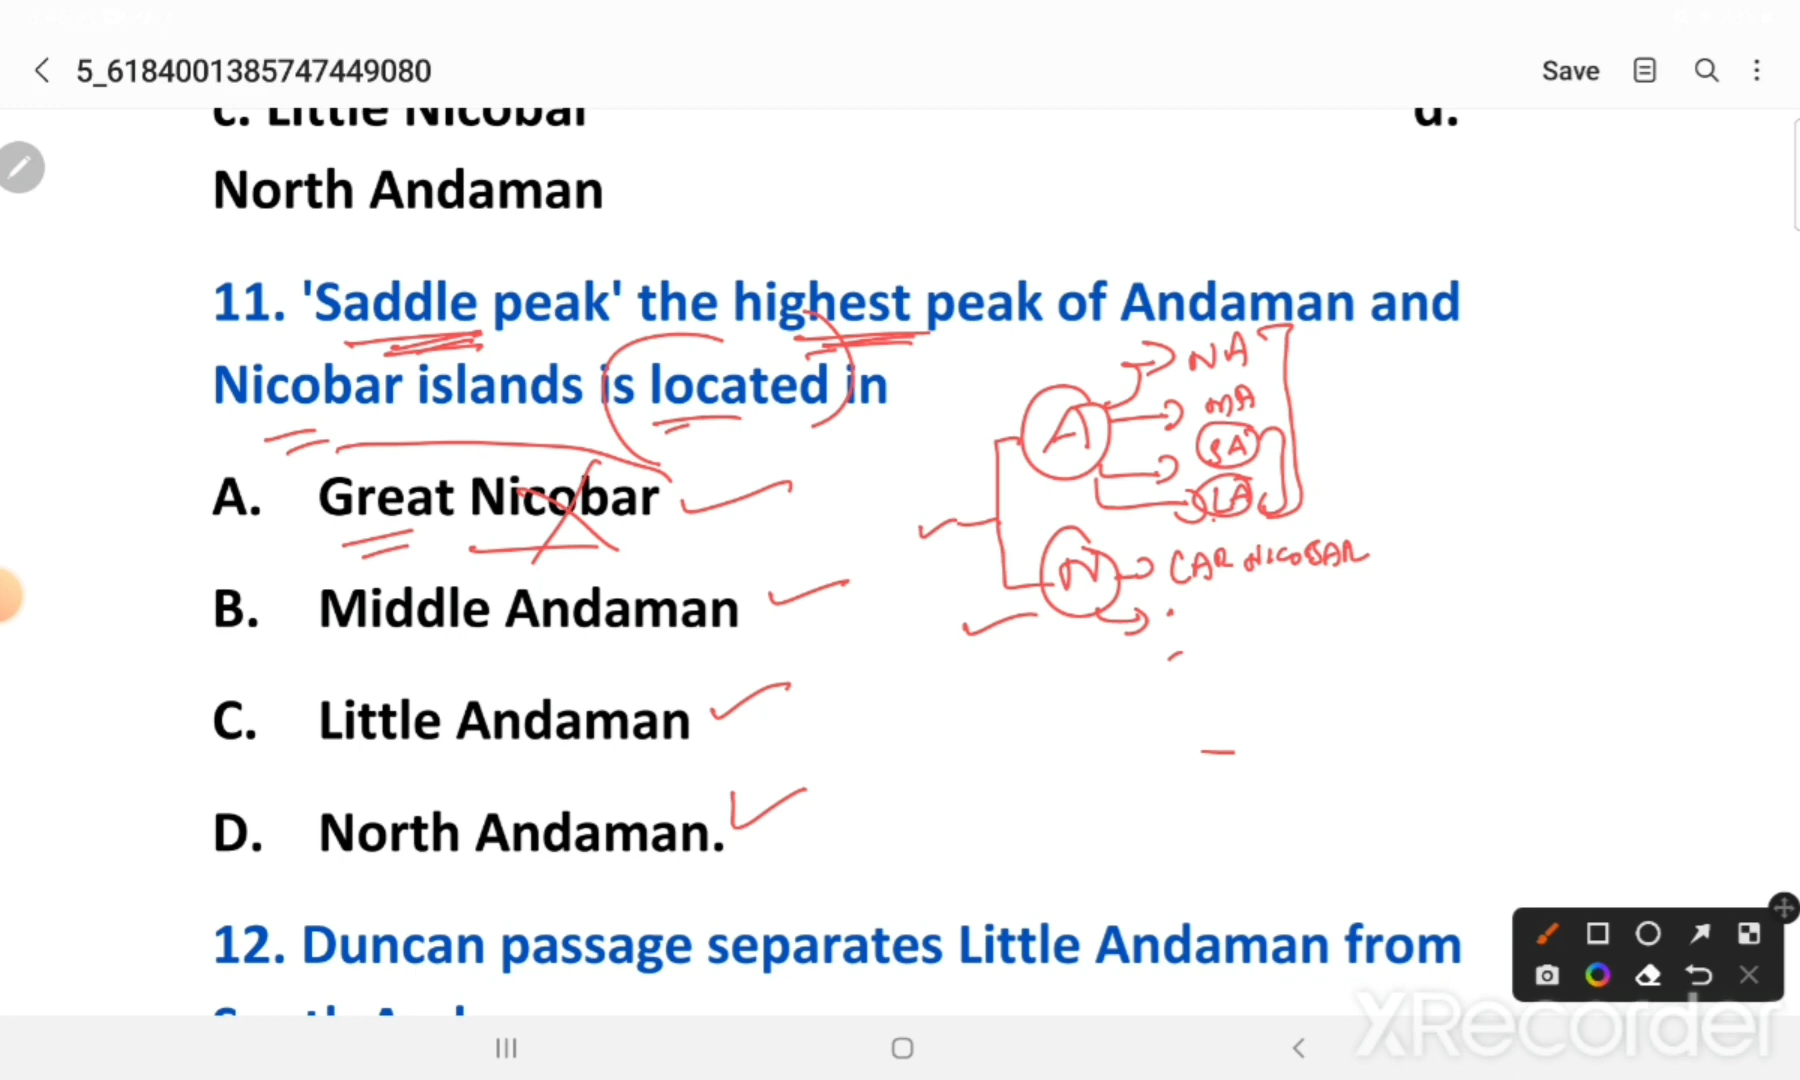 5_6184001385747449080
Save
c. Little Nicobar d.
North Andaman
11. 'Saddle peak' the highest peak of Andaman and
Nicobar islands is located in
A. Great Nicobar
B. Middle Andaman
C. Little Andaman
D. North Andaman.
A
NA
MA
SA
LA
N
CAR NICOBAR
12. Duncan passage separates Little Andaman from
XRecorder